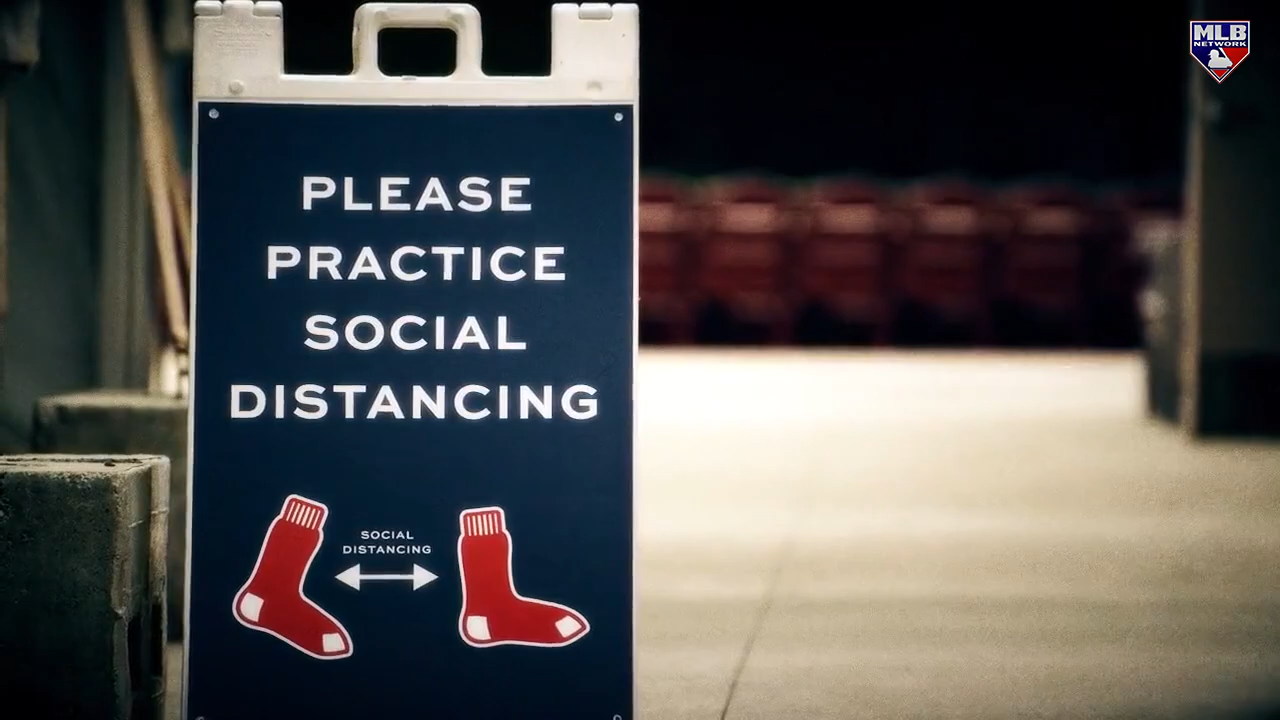 MLB
NETWORK
PLEASE
PRACTICE
SOCIAL
DISTANCING
SOCIAL
DISTANCING